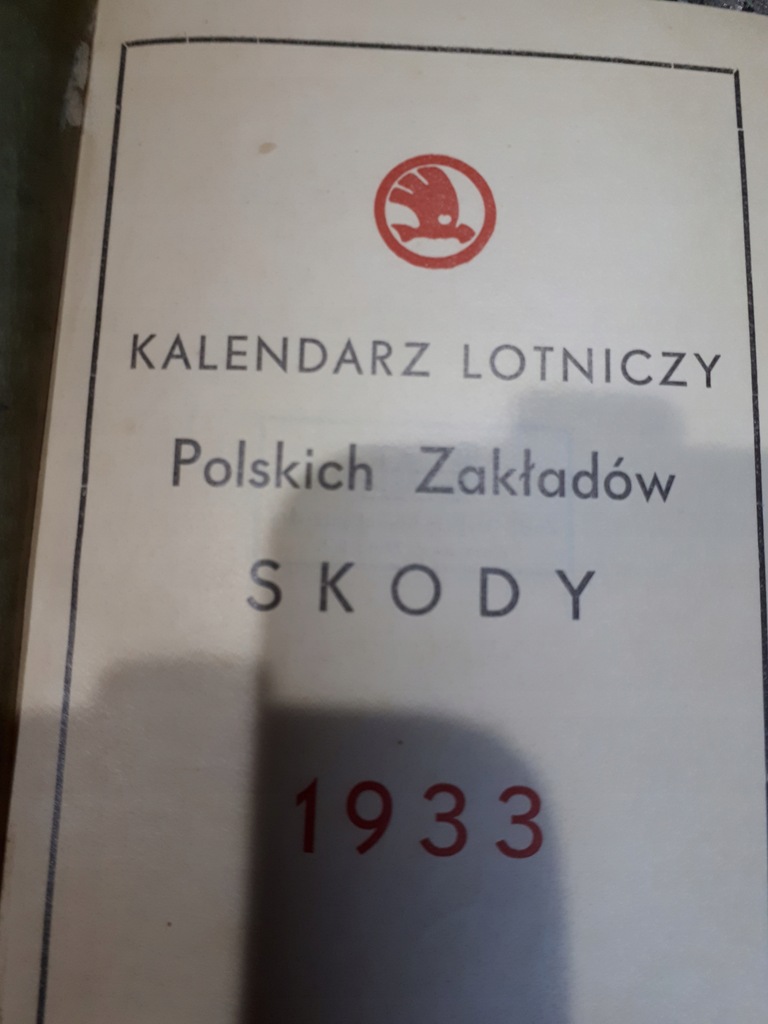 KALENDARZ LOTNICZY
Polskich Zakładów
SKODY
1933